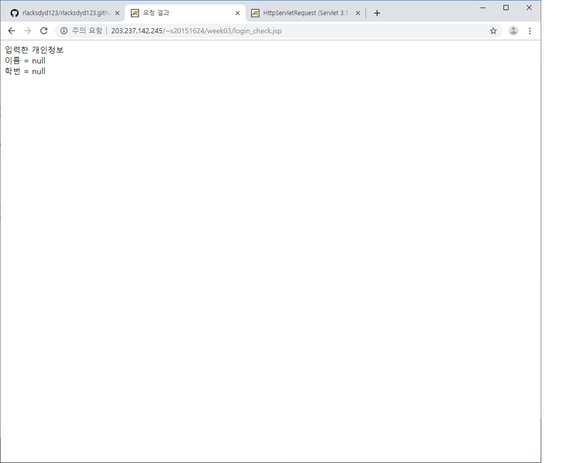 rlacksdyd123/rlacksdyd123.gith
요청 결과
HttpServletRequest (Servlet 3.1
주의 요함 | 203.237.142.245/~s20151624/week03/login_check.jsp
입력한 개인정보
이름 = null
학번 = null